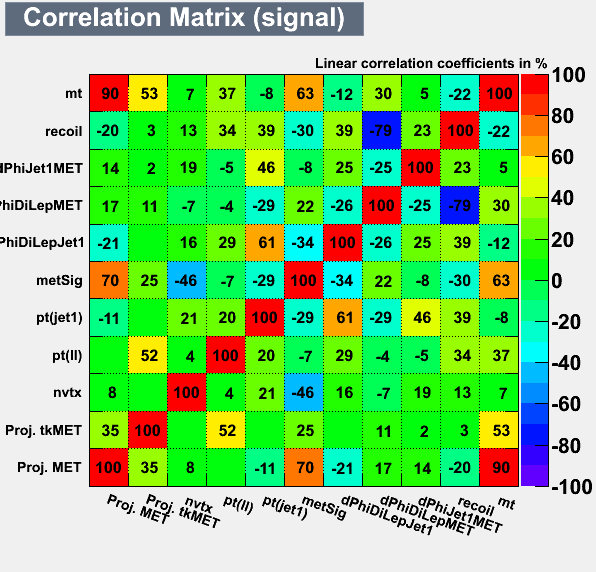 Correlation Matrix (signal)
Linear correlation coefficients in %
mt 90 53 7 37 -8 63 -12 30 5 -22 100
recoil -20 3 13 34 39 -30 39 -79 23 100 -22
PhiJet1MET 14 2 19 -5 46 -8 25 -25 100 23 5
PhiDiLepMET 17 11 -7 -4 -29 22 -26 100 -25 -79 30
PhiDiLepJet1 -21 16 29 61 -34 100 -26 25 39 -12
metSig 70 25 -46 -7 -29 100 -34 22 -8 -30 63
pt(jet1) -11 21 20 100 -29 61 -29 46 39 -8
pt(ll) 52 4 100 20 -7 29 -4 -5 34 37
nvtx 8 100 4 21 -46 16 -7 19 13 7
Proj. tkMET 35 100 52 25 11 2 3 53
Proj. MET 100 35 8 -11 70 -21 17 14 -20 90
Proj. MET Proj. tkMET nvtx pt(ll) pt(jet1) metSig dPhiDiLepJet1 dPhiDiLepMET dPhiJet1MET recoil mt
100
80
60
40
20
0
-20
-40
-60
-80
-100